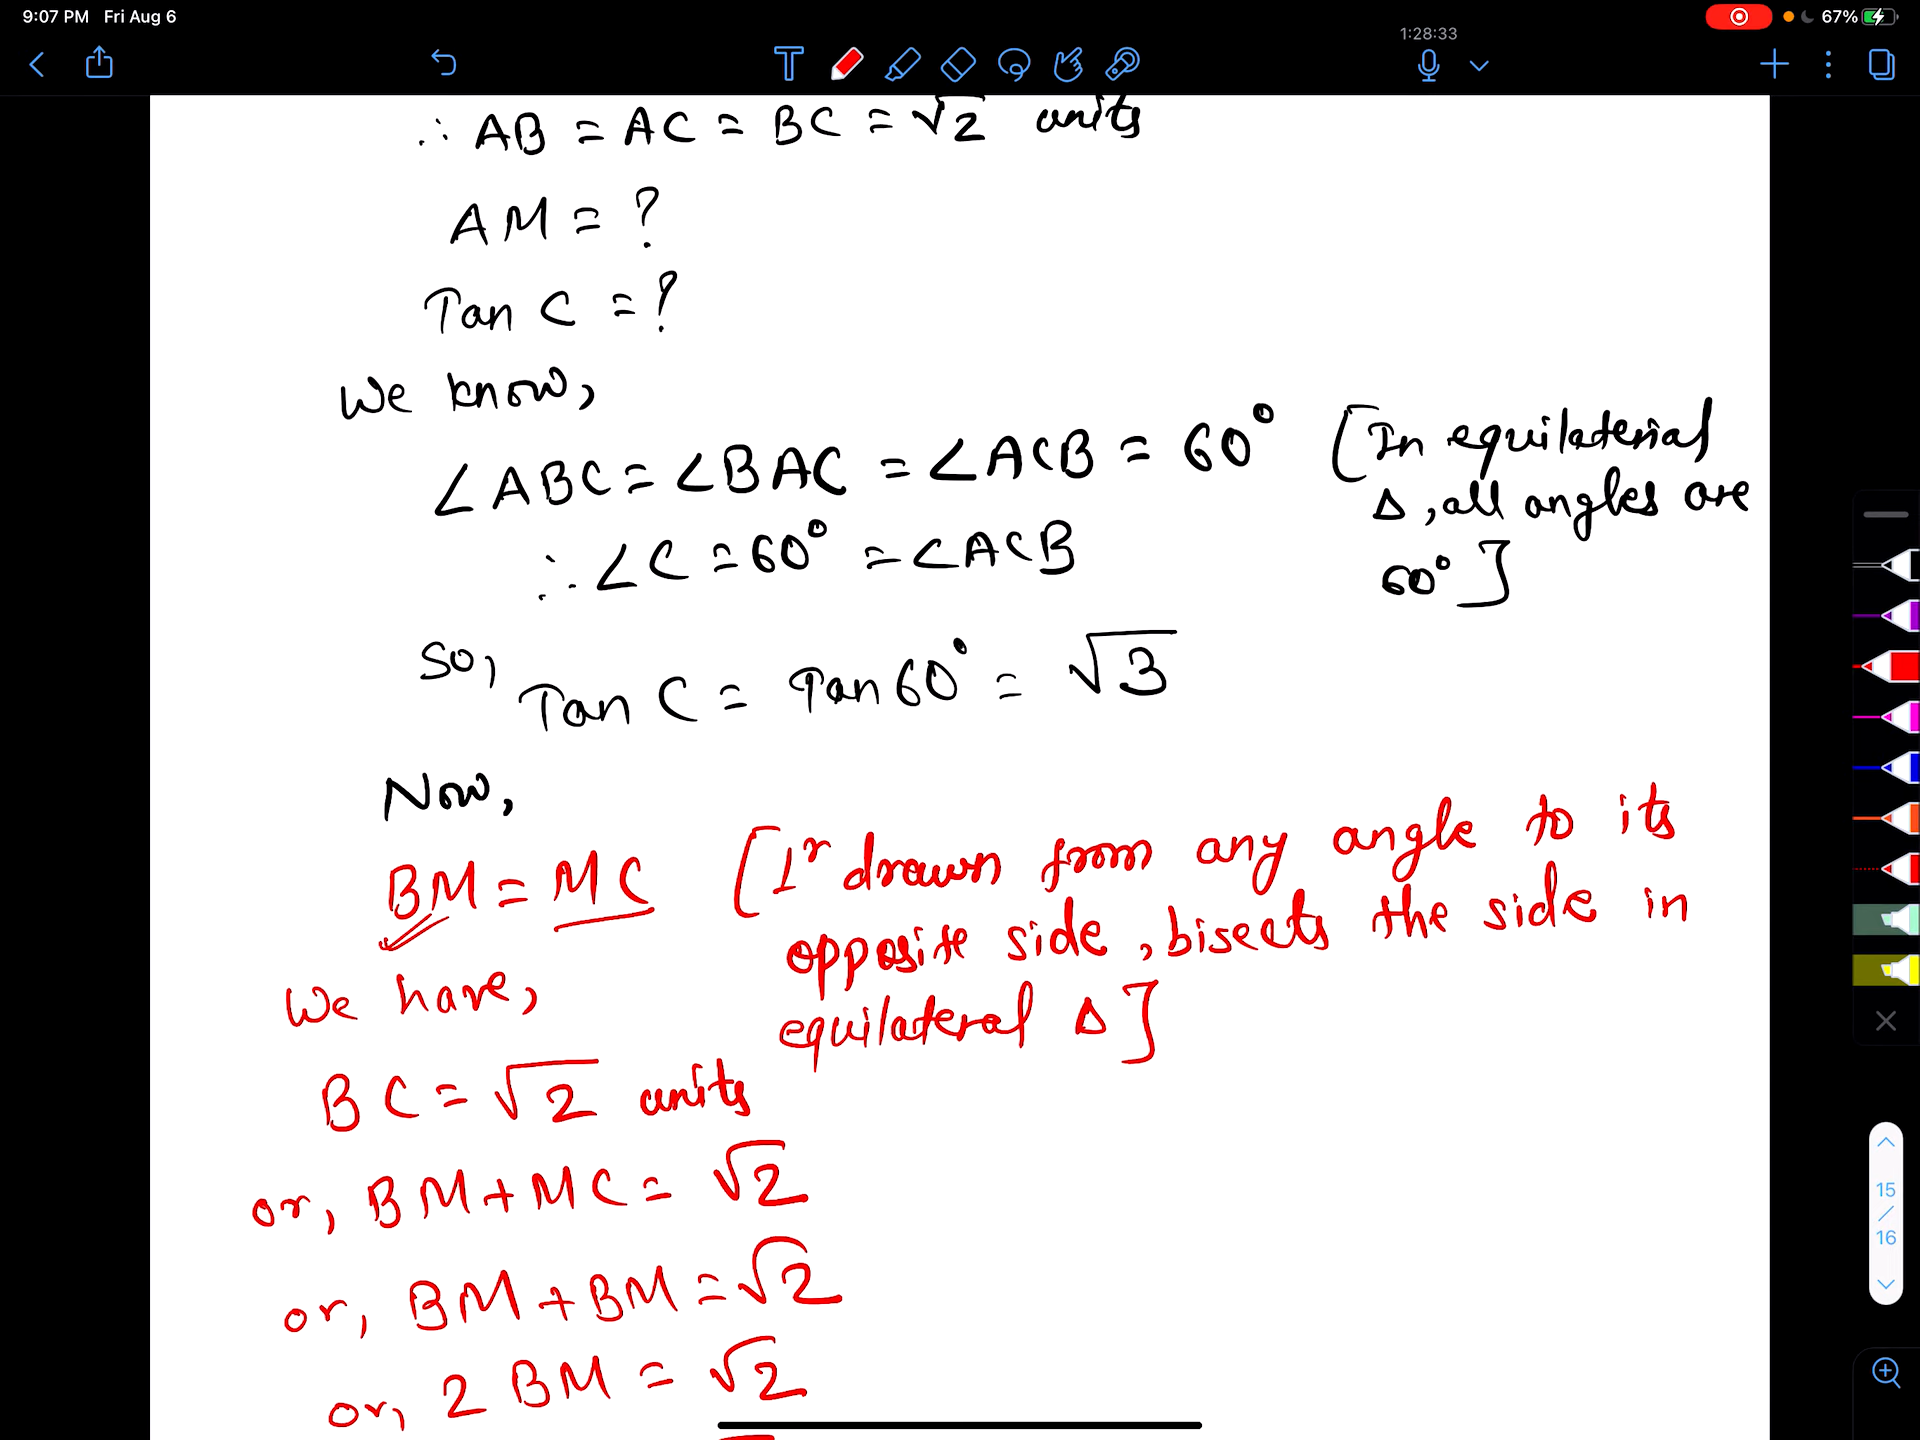 9:07 PM Fri Aug 6
67%
1:28:33
∴ AB = AC = BC = √2 units
AM = ?
Tan C = ?
We know,
∠ABC = ∠BAC = ∠ACB = 60° [In equilaterial
Δ, all angles are
60°]
∴ ∠C = 60° = ∠ACB
So,
Tan C = Tan 60° = √3
Now,
BM = MC [⊥r drawn from any angle to its
opposite side, bisects the side in
equilateral Δ]
We have,
BC = √2 units
or, BM + MC = √2
or, BM + BM = √2
or, 2 BM = √2
15
/
16